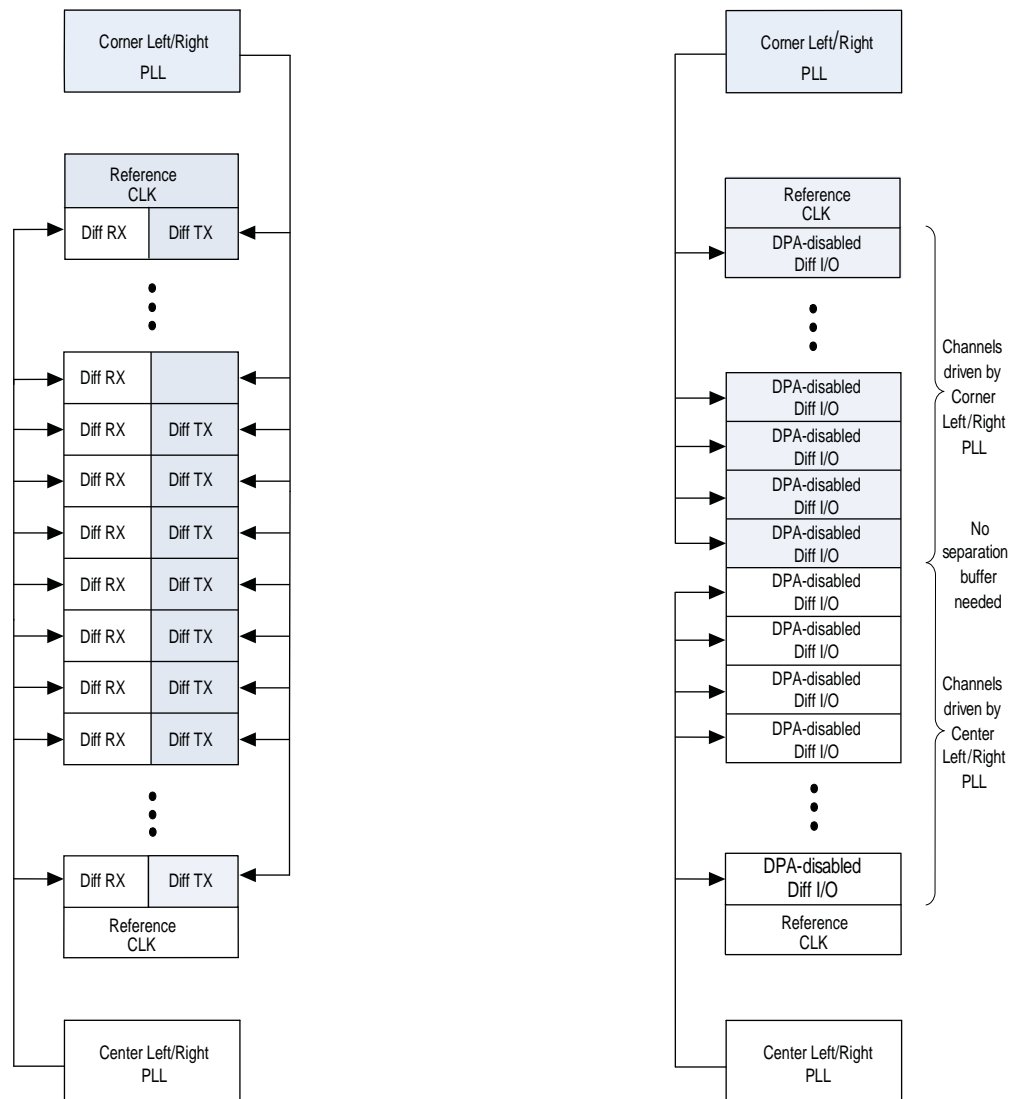 Corner Left/Right
PLL
Reference
CLK
Diff RX
Diff TX
Diff RX
Diff RX
Diff TX
Diff RX
Diff TX
Diff RX
Diff TX
Diff RX
Diff TX
Diff RX
Diff TX
Diff RX
Diff TX
Diff RX
Diff TX
Diff RX
Diff TX
Reference
CLK
Center Left/Right
PLL
Corner Left/Right
PLL
Reference
CLK
DPA-disabled
Diff I/O
DPA-disabled
Diff I/O
DPA-disabled
Diff I/O
DPA-disabled
Diff I/O
DPA-disabled
Diff I/O
DPA-disabled
Diff I/O
DPA-disabled
Diff I/O
DPA-disabled
Diff I/O
DPA-disabled
Diff I/O
DPA-disabled
Diff I/O
Reference
CLK
Center Left/Right
PLL
Channels
driven by
Corner
Left/Right
PLL
No
separation
buffer
needed
Channels
driven by
Center
Left/Right
PLL